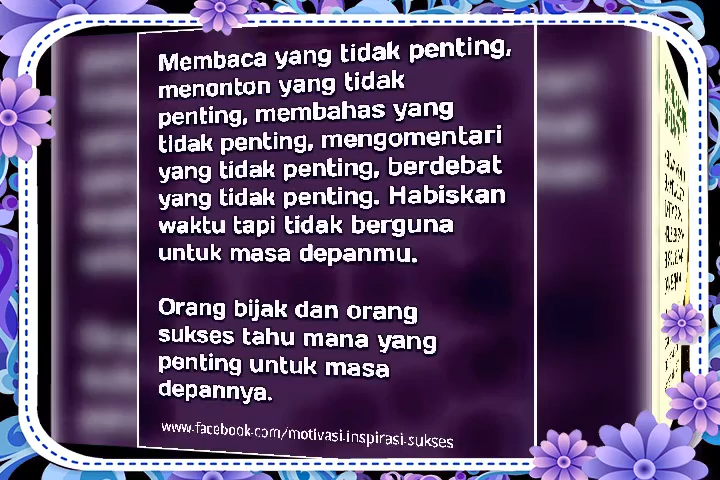 Membaca yang tidak penting,
menonton yang tidak
penting, membahas yang
tidak penting, mengomentari
yang tidak penting, berdebat
yang tidak penting. Habiskan
waktu tapi tidak berguna
untuk masa depanmu.
Orang bijak dan orang
sukses tahu mana yang
penting untuk masa
depannya.
www.facebook.com/motivasi.inspirasi.sukses